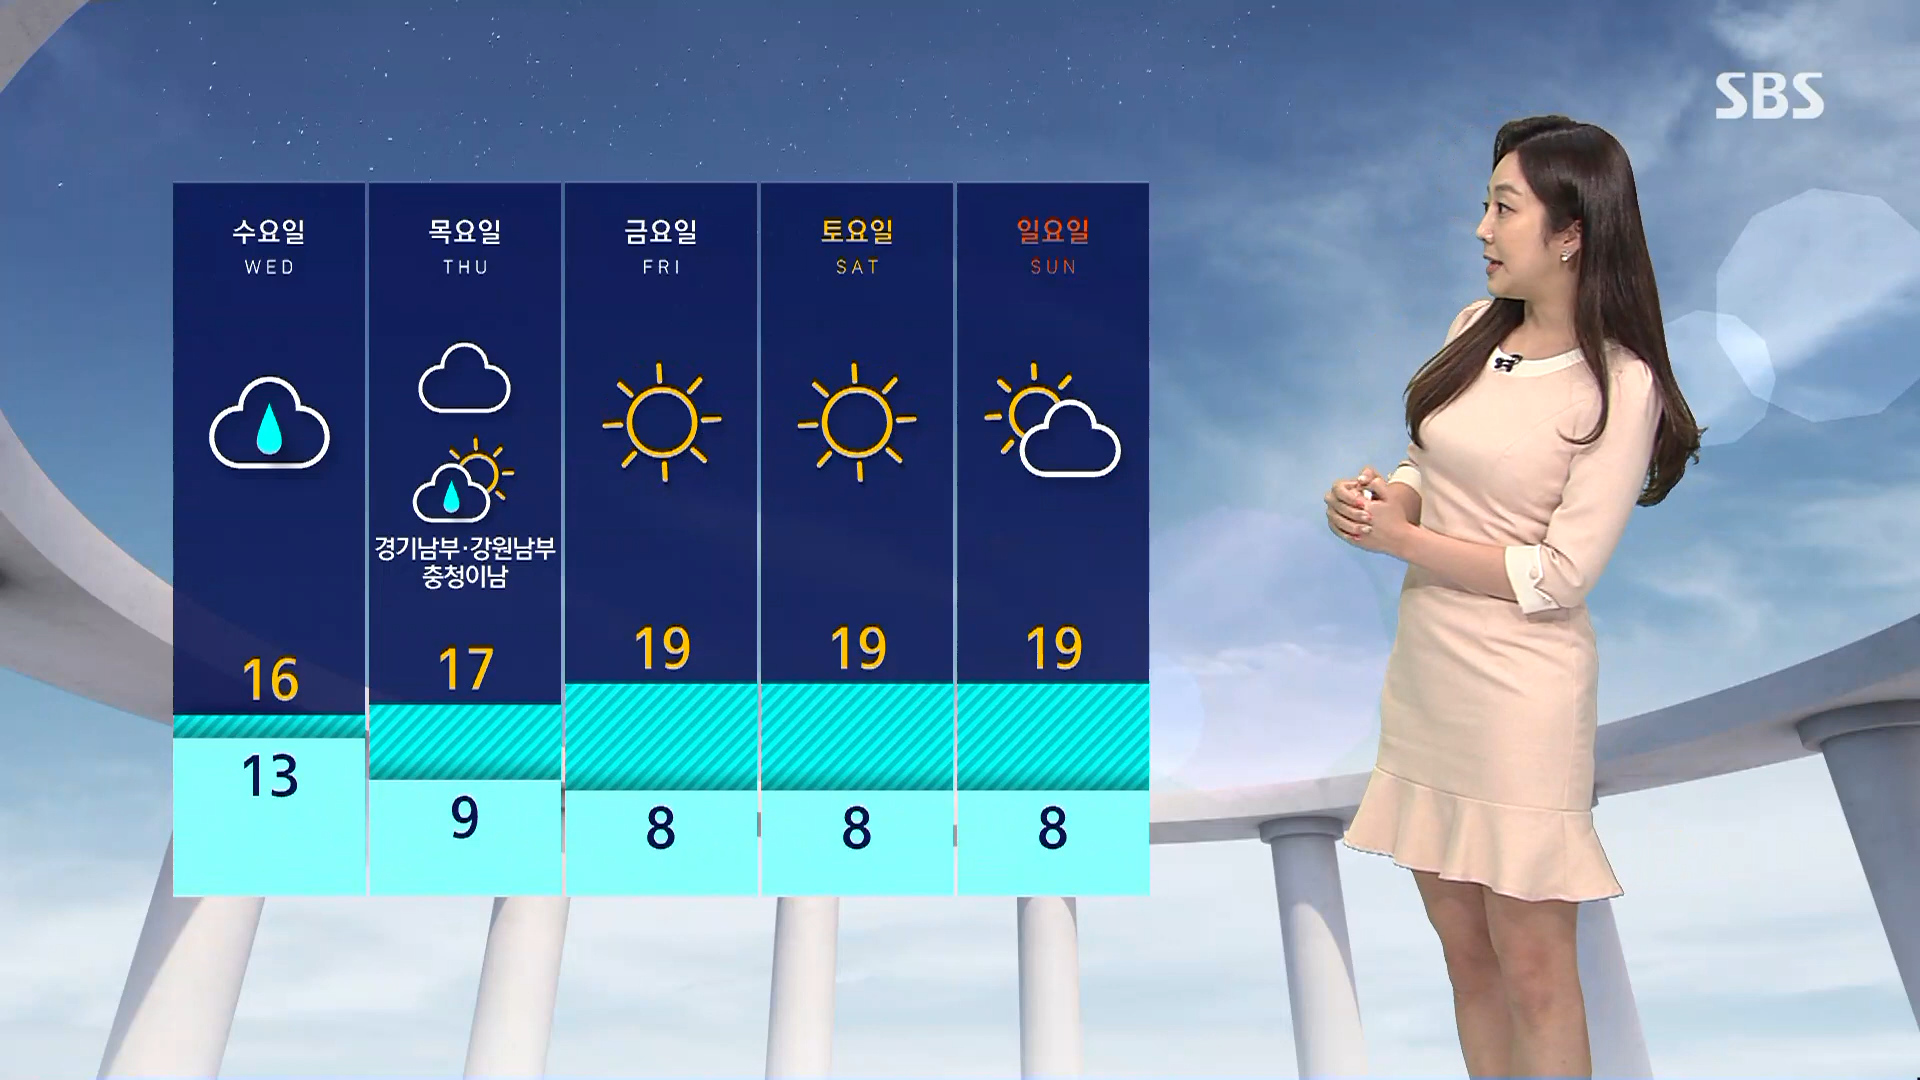 SBS
수요일
WED
16
13
목요일
THU
경기남부·강원남부
충청이남
17
9
금요일
FRI
19
8
토요일
SAT
19
8
일요일
SUN
19
8